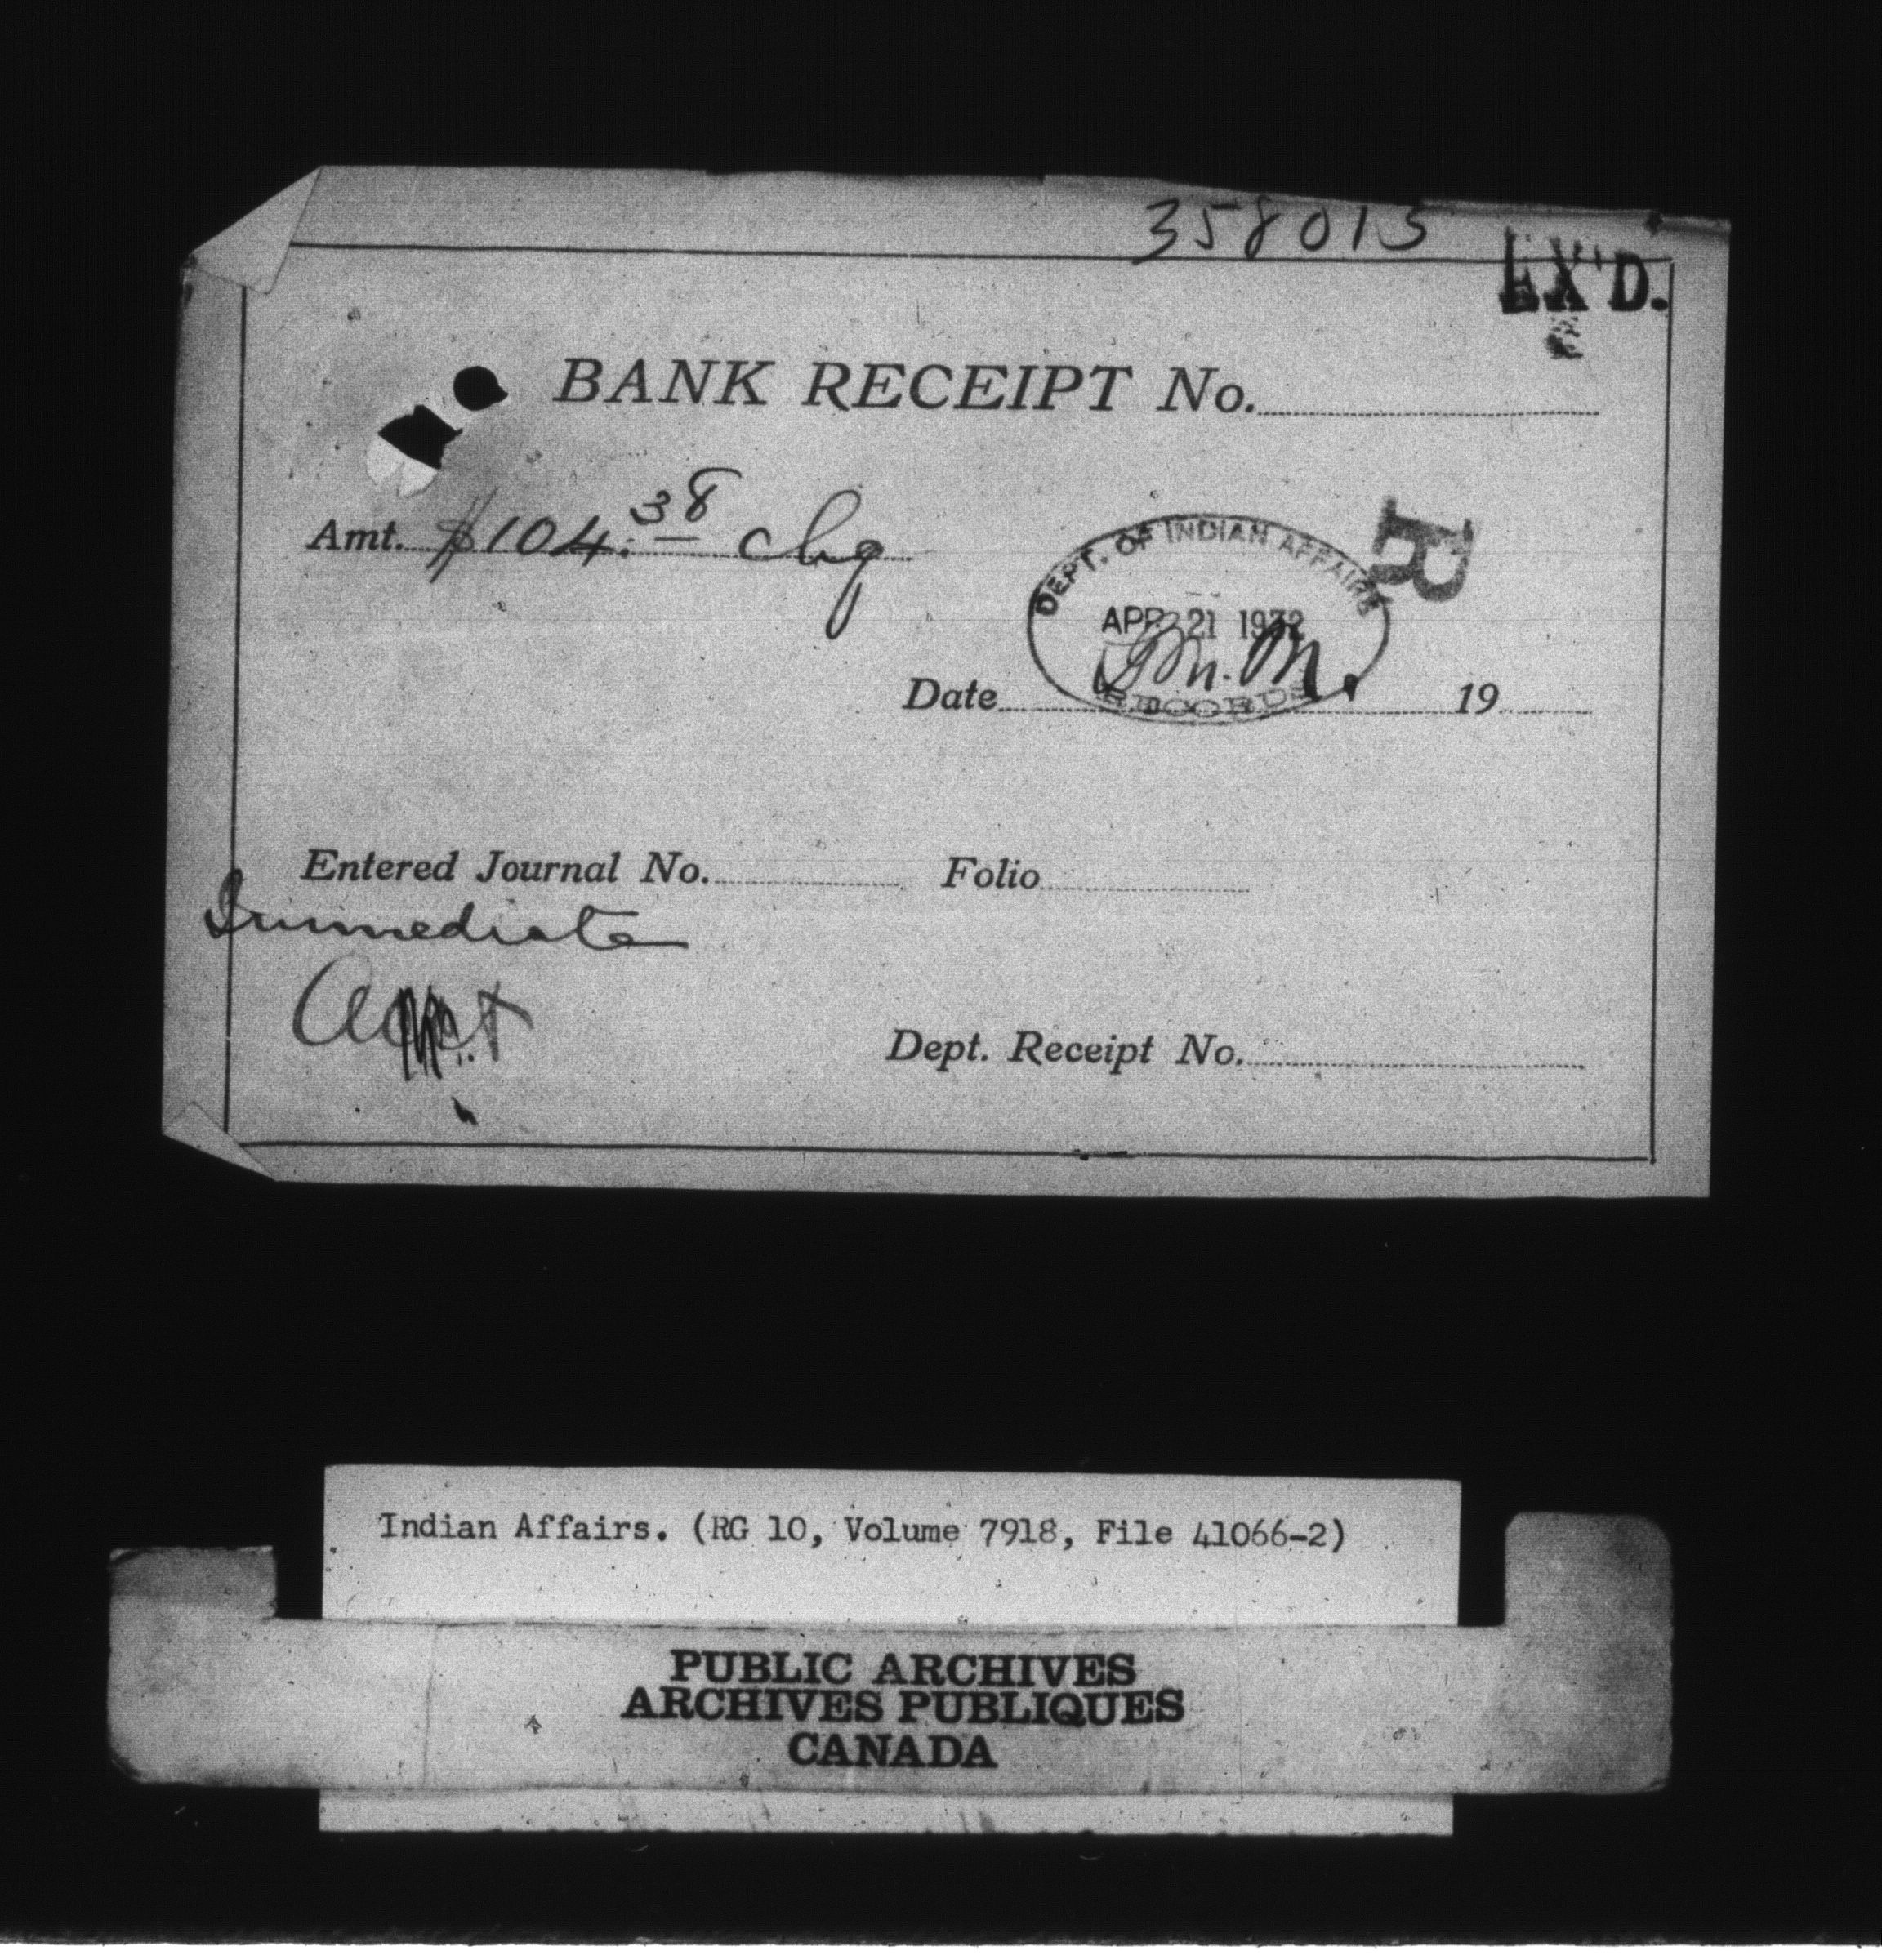 358013
EX'D.
BANK RECEIPT No.
Amt. $104.38 chq
R
DEPT. OF INDIAN AFFAIRS
APR 21 1932
RECORDS
Date 19
Entered Journal No. Folio
Immediate
Dept. Receipt No.
Indian Affairs. (RG 10, Volume 7918, File 41066-2)
PUBLIC ARCHIVES
ARCHIVES PUBLIQUES
CANADA